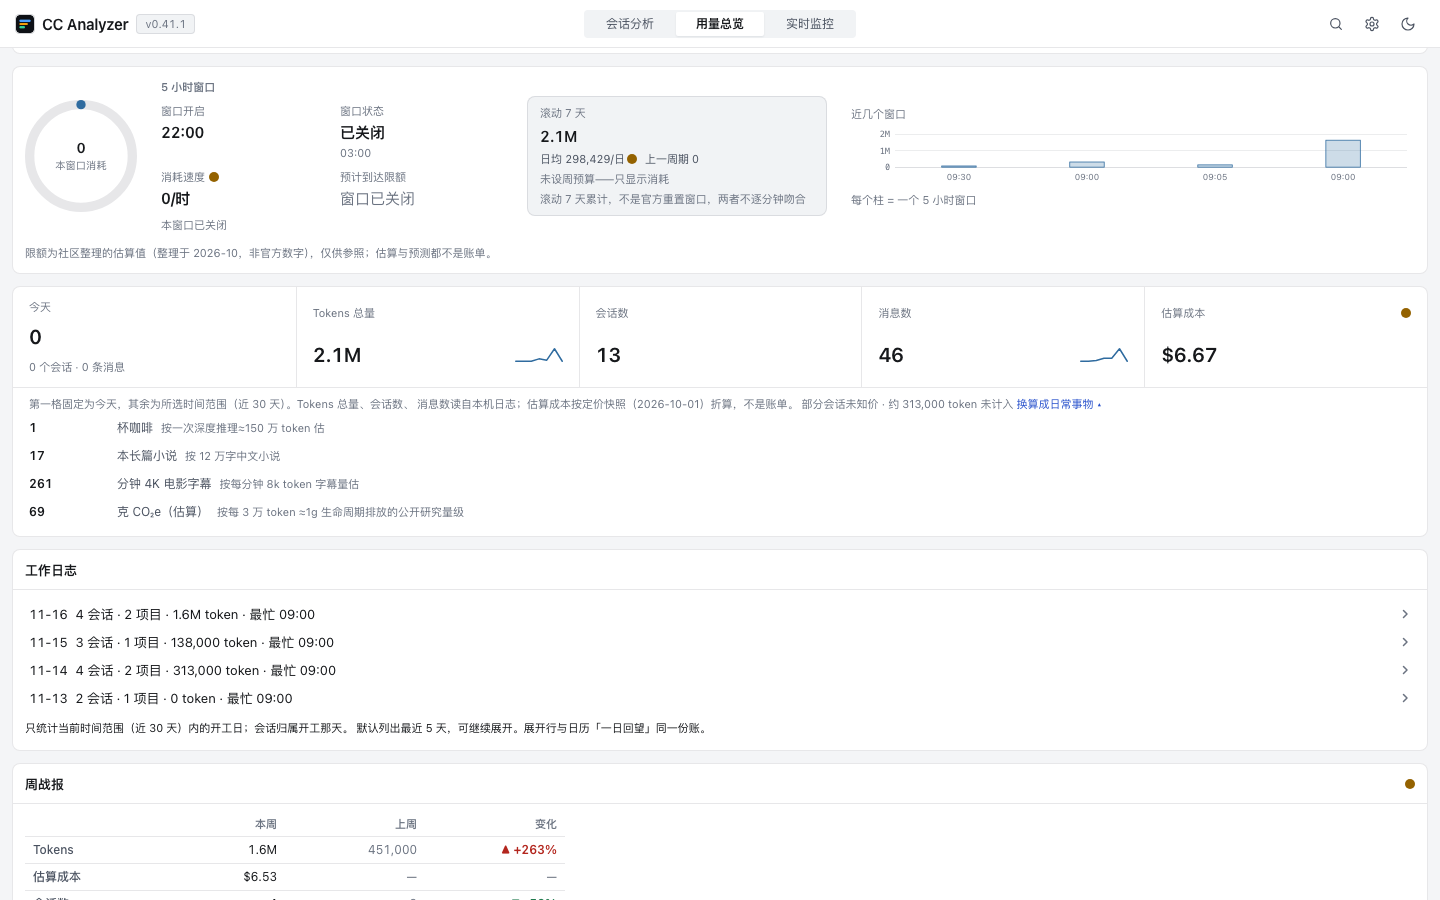 CC Analyzer v0.41.1
会话分析 用量总览 实时监控
5 小时窗口
0
本窗口消耗
窗口开启
22:00
窗口状态
已关闭
03:00
消耗速度
0/时
本窗口已关闭
预计到达限额
窗口已关闭
滚动 7 天
2.1M
日均 298,429/日 上一周期 0
未设周预算——只显示消耗
滚动 7 天累计，不是官方重置窗口，两者不逐分钟吻合
近几个窗口
2M
1M
0
09:30 09:00 09:05 09:00
每个柱 = 一个 5 小时窗口
限额为社区整理的估算值（整理于 2026-10，非官方数字），仅供参照；估算与预测都不是账单。
今天
0
0 个会话 · 0 条消息
Tokens 总量
2.1M
会话数
13
消息数
46
估算成本
$6.67
第一格固定为今天，其余为所选时间范围（近 30 天）。Tokens 总量、会话数、 消息数读自本机日志；估算成本按定价快照（2026-10-01）折算，不是账单。 部分会话未知价 · 约 313,000 token 未计入 换算成日常事物
1 杯咖啡 按一次深度推理≈150 万 token 估
17 本长篇小说 按 12 万字中文小说
261 分钟 4K 电影字幕 按每分钟 8k token 字幕量估
69 克 CO₂e（估算） 按每 3 万 token ≈1g 生命周期排放的公开研究量级
工作日志
11-16 4 会话 · 2 项目 · 1.6M token · 最忙 09:00
11-15 3 会话 · 1 项目 · 138,000 token · 最忙 09:00
11-14 4 会话 · 2 项目 · 313,000 token · 最忙 09:00
11-13 2 会话 · 1 项目 · 0 token · 最忙 09:00
只统计当前时间范围（近 30 天）内的开工日；会话归属开工那天。 默认列出最近 5 天，可继续展开。展开行与日历「一日回望」同一份账。
周战报
本周 上周 变化
Tokens 1.6M 451,000 ▲ +263%
估算成本 $6.53 — —